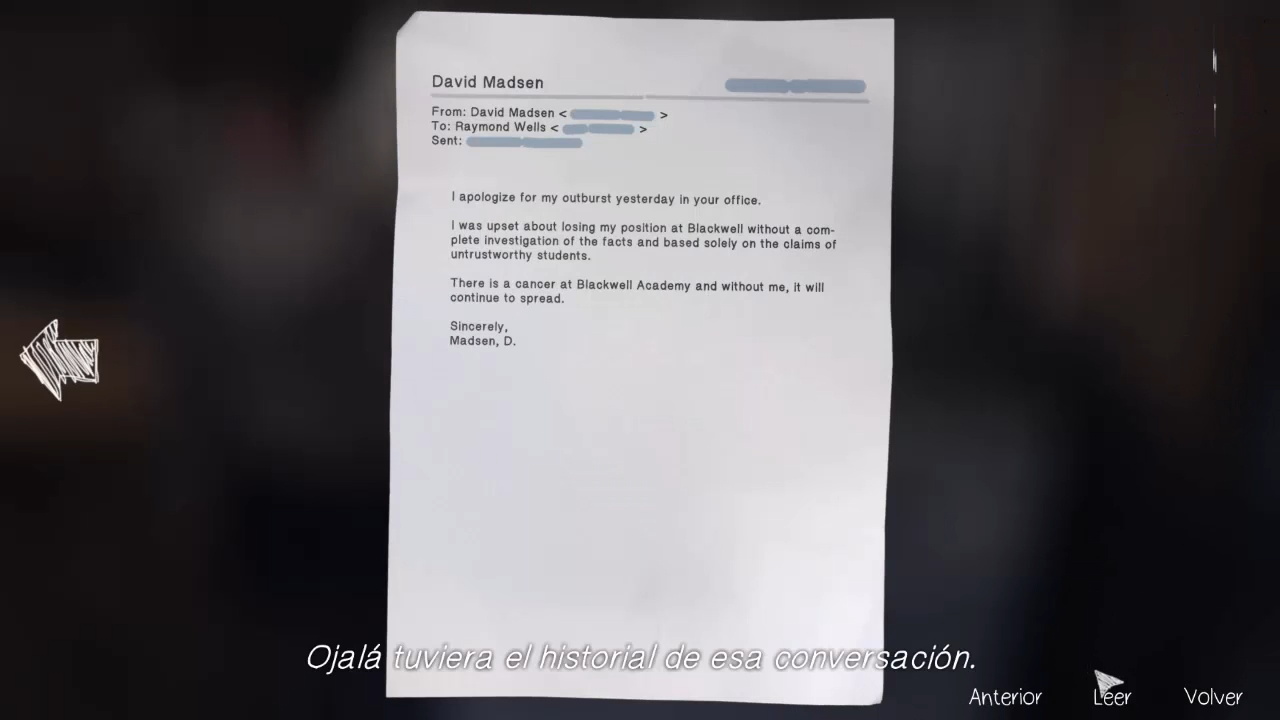 David Madsen
From: David Madsen < >
To: Raymond Wells < >
Sent:
I apologize for my outburst yesterday in your office.
I was upset about losing my position at Blackwell without a com-
plete investigation of the facts and based solely on the claims of
untrustworthy students.
There is a cancer at Blackwell Academy and without me, it will
continue to spread.
Sincerely,
Madsen, D.
Ojalá tuviera el historial de esa conversación.
Anterior Leer Volver